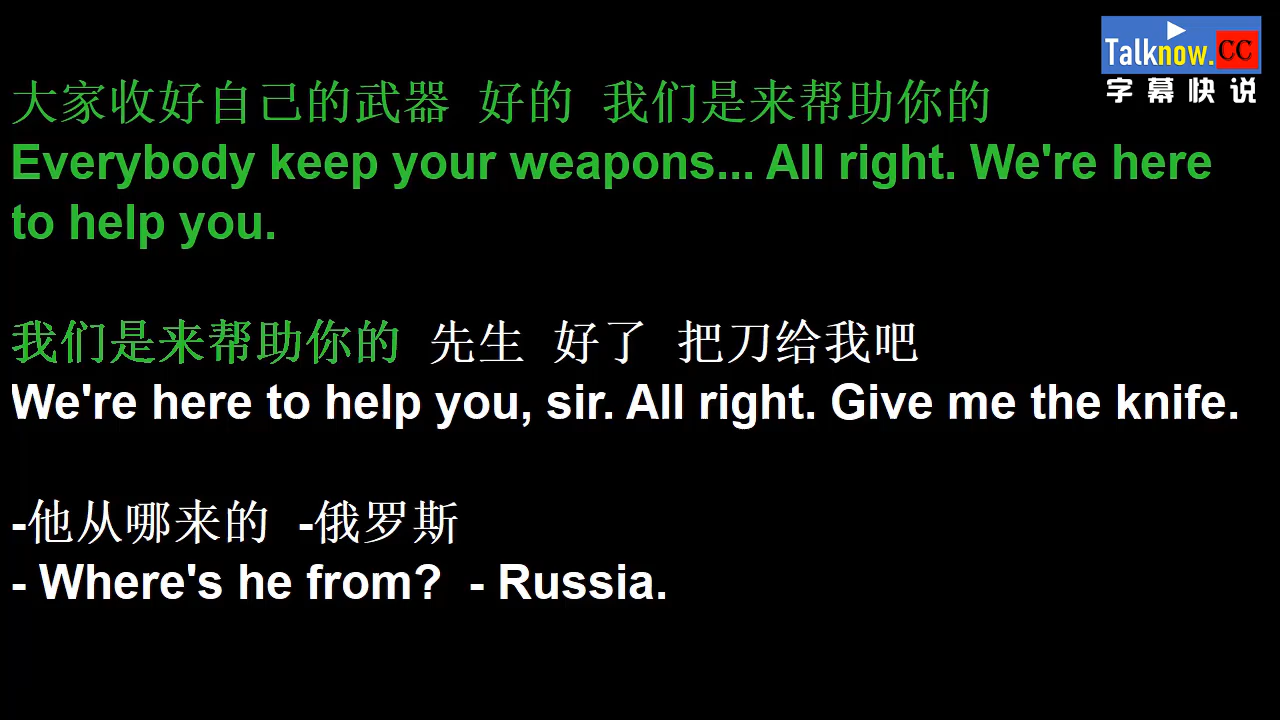 Talknow.CC
字幕快说
大家收好自己的武器 好的 我们是来帮助你的
Everybody keep your weapons... All right. We're here
to help you.
我们是来帮助你的 先生 好了 把刀给我吧
We're here to help you, sir. All right. Give me the knife.
-他从哪来的 -俄罗斯
- Where's he from? - Russia.